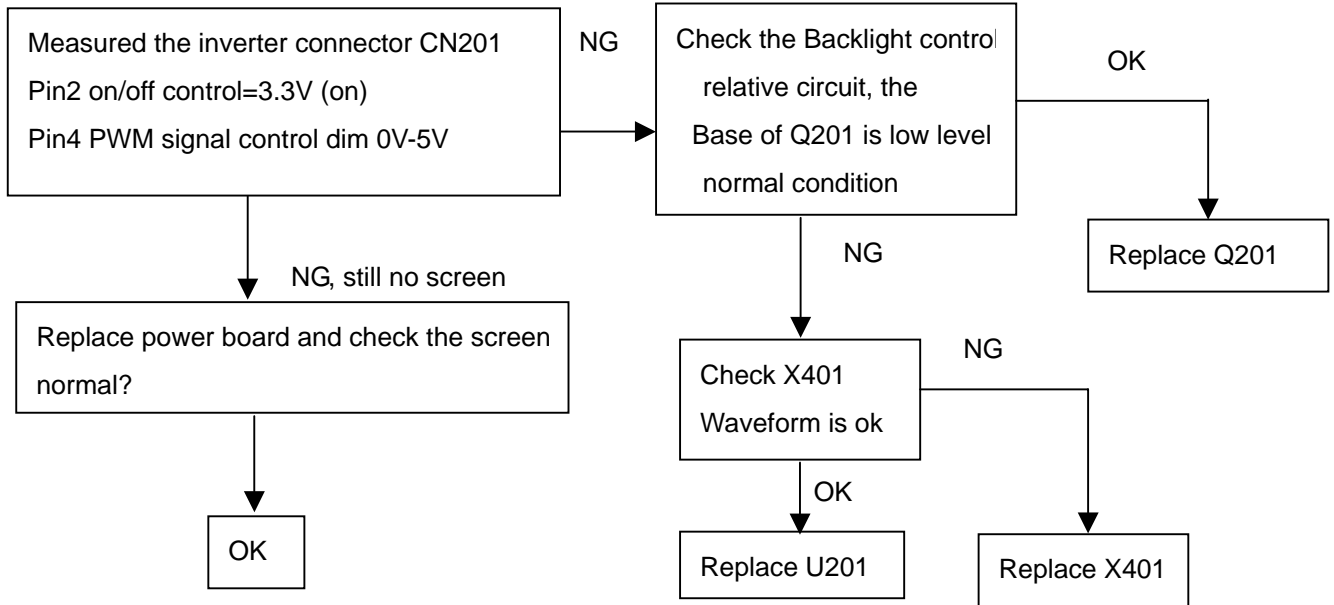 Measured the inverter connector CN201
Pin2 on/off control=3.3V (on)
Pin4 PWM signal control dim 0V-5V
NG
Check the Backlight control
relative circuit, the
Base of Q201 is low level
normal condition
OK
Replace Q201
NG, still no screen
Replace power board and check the screen
normal?
OK
NG
Check X401
Waveform is ok
NG
OK
Replace U201
Replace X401